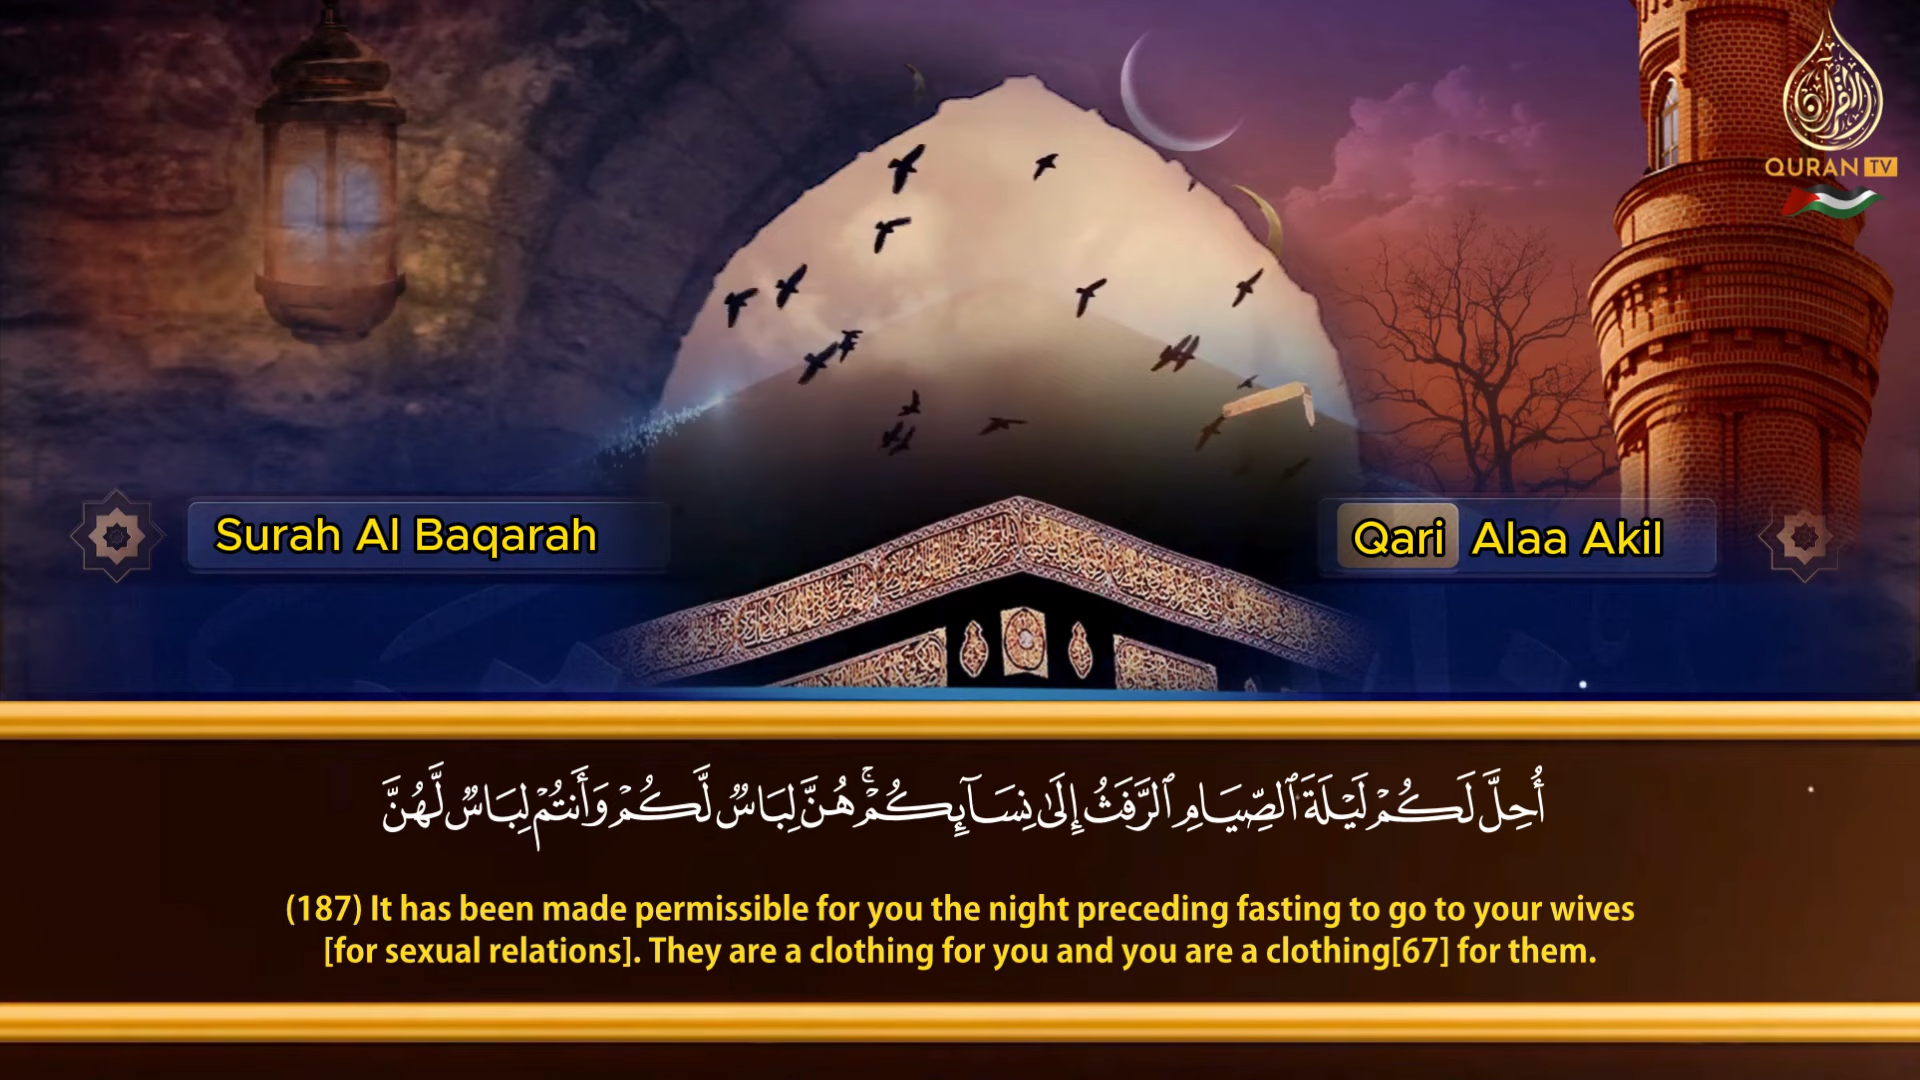 القرآن
QURAN TV
Surah Al Baqarah
Qari Alaa Akil
أُحِلَّ لَكُمْ لَيْلَةَ ٱلصِّيَامِ ٱلرَّفَثُ إِلَىٰ نِسَآئِكُمْ ۚ هُنَّ لِبَاسٌ لَّكُمْ وَأَنتُمْ لِبَاسٌ لَّهُنَّ
(187) It has been made permissible for you the night preceding fasting to go to your wives
[for sexual relations]. They are a clothing for you and you are a clothing[67] for them.